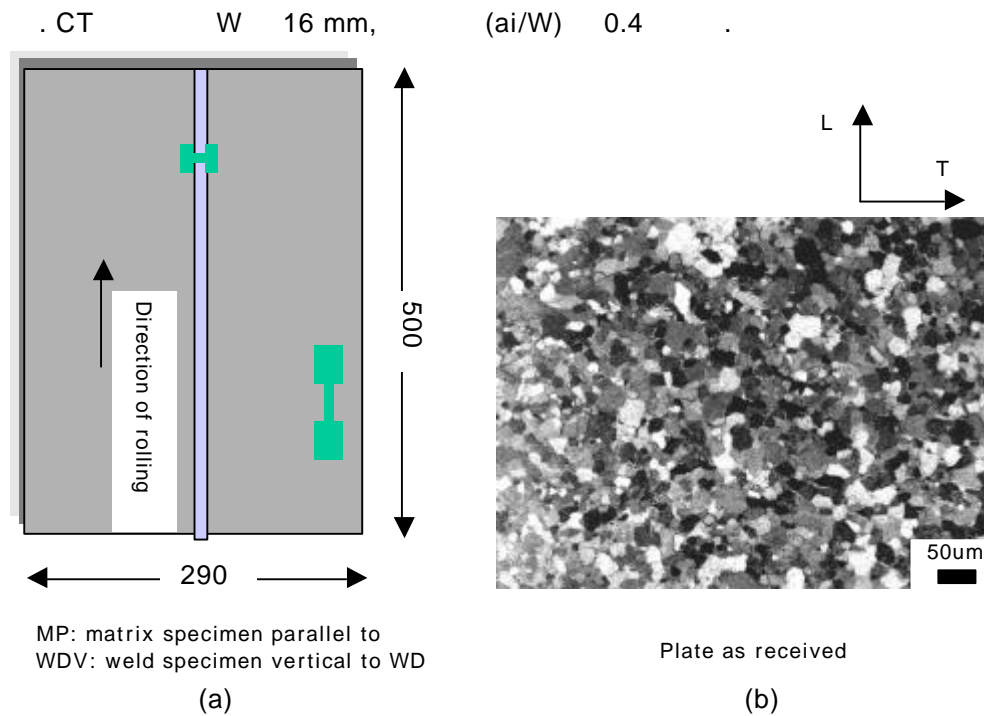 . CT W 16 mm, (ai/W) 0.4 .
L
T
Direction of rolling
500
50um
290
MP: matrix specimen parallel to
WDV: weld specimen vertical to WD
Plate as received
(a)
(b)